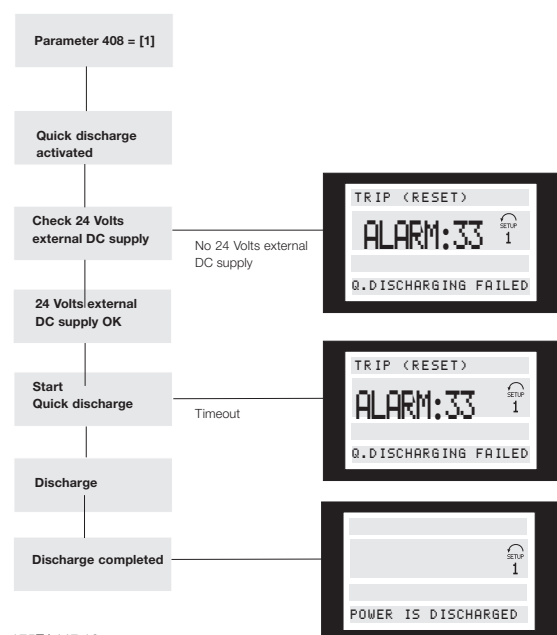 Parameter 408 = [1]
Quick discharge
activated
Check 24 Volts
external DC supply
No 24 Volts external
DC supply
TRIP (RESET)
ALARM:33
SETUP
1
Q.DISCHARGING FAILED
24 Volts external
DC supply OK
Start
Quick discharge
Timeout
TRIP (RESET)
ALARM:33
SETUP
1
Q.DISCHARGING FAILED
Discharge
Discharge completed
SETUP
1
POWER IS DISCHARGED